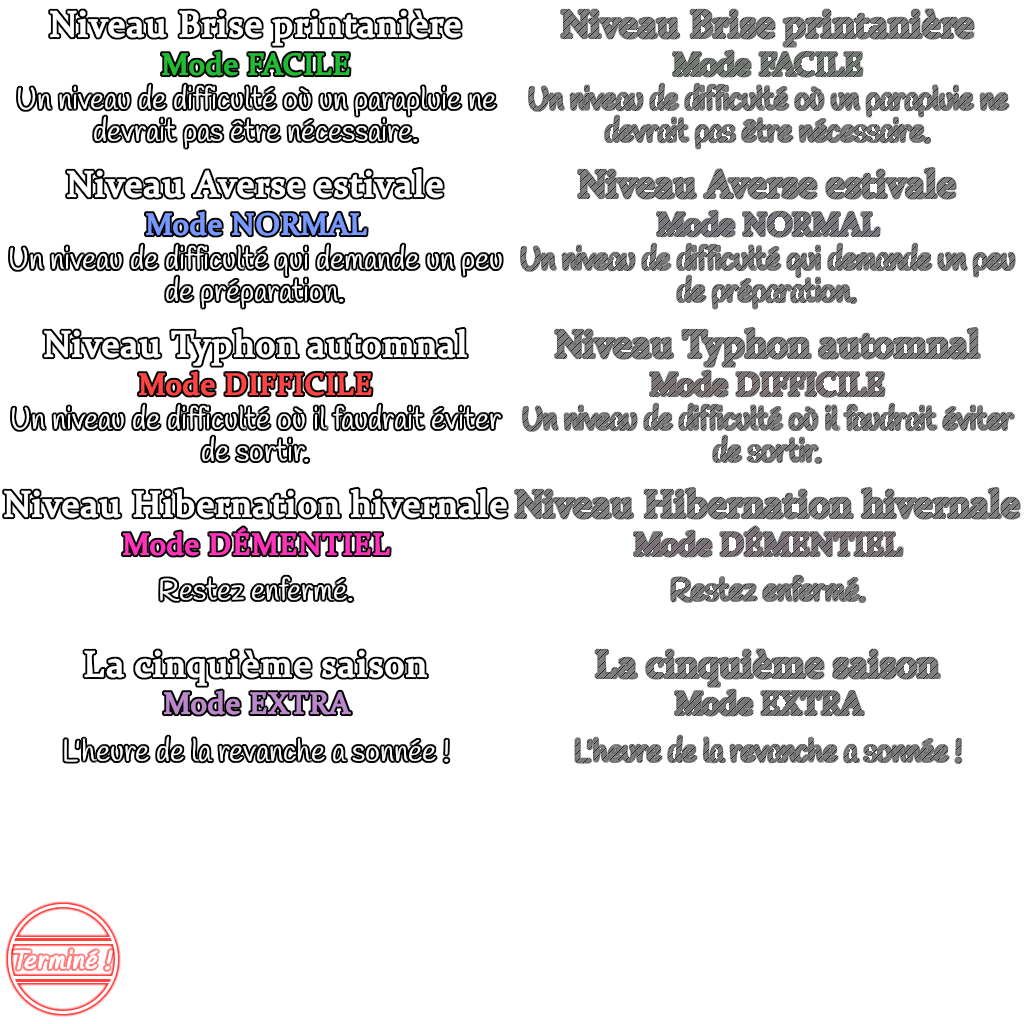 Niveau Brise printanière
Mode FACILE
Un niveau de difficulté où un parapluie ne
devrait pas être nécessaire.
Niveau Averse estivale
Mode NORMAL
Un niveau de difficulté qui demande un peu
de préparation.
Niveau Typhon automnal
Mode DIFFICILE
Un niveau de difficulté où il faudrait éviter
de sortir.
Niveau Hibernation hivernale
Mode DÉMENTIEL
Restez enfermé.
La cinquième saison
Mode EXTRA
L'heure de la revanche a sonnée !
Niveau Brise printanière
Mode FACILE
Un niveau de difficulté où un parapluie ne
devrait pas être nécessaire.
Niveau Averse estivale
Mode NORMAL
Un niveau de difficulté qui demande un peu
de préparation.
Niveau Typhon automnal
Mode DIFFICILE
Un niveau de difficulté où il faudrait éviter
de sortir.
Niveau Hibernation hivernale
Mode DÉMENTIEL
Restez enfermé.
La cinquième saison
Mode EXTRA
L'heure de la revanche a sonnée !
Terminé !